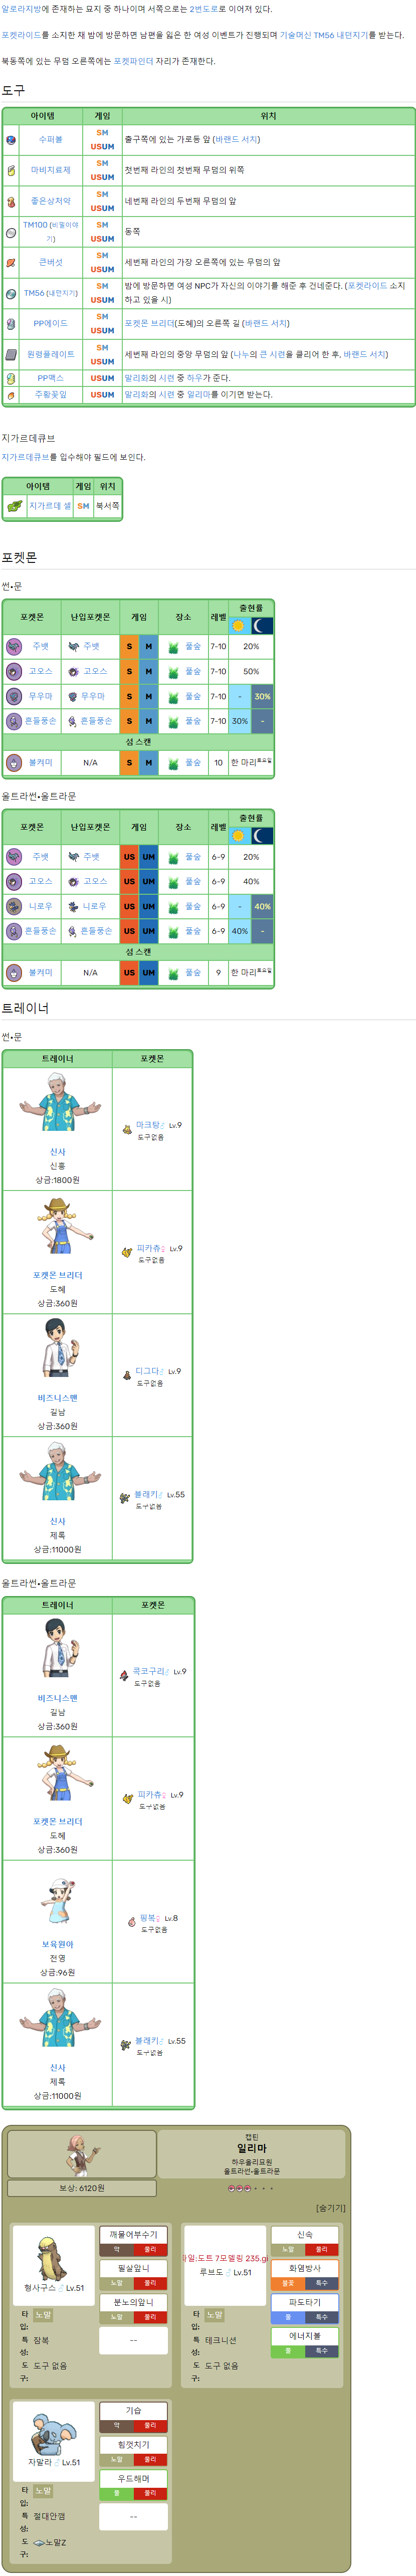 알로라지방에 존재하는 묘지 중 하나이며 서쪽으로는 2번도로로 이어져 있다.
포켓라이드를 소지한 채 밤에 방문하면 남편을 잃은 한 여성 이벤트가 진행되며 기술머신 TM56 내던지기를 받는다.
북동쪽에 있는 무덤 오른쪽에는 포켓파인더 자리가 존재한다.
도구
아이템 게임 위치
수퍼볼 SM USUM 출구쪽에 있는 가로등 앞 (바랜드 서치)
마비치료제 SM USUM 첫번째 라인의 첫번째 무덤의 위쪽
좋은상처약 SM USUM 네번째 라인의 두번째 무덤의 앞
TM100 (비밀이야기) SM USUM 동쪽
큰버섯 SM USUM 세번째 라인의 가장 오른쪽에 있는 무덤의 앞
TM56 (내던지기) SM USUM 밤에 방문하면 여성 NPC가 자신의 이야기를 해준 후 건네준다. (포켓라이드 소지하고 있을 시)
PP에이드 SM USUM 포켓몬 브리더(도혜)의 오른쪽 길 (바랜드 서치)
원령플레이트 SM USUM 세번째 라인의 중앙 무덤의 앞 (나누의 큰 시련을 클리어 한 후, 바랜드 서치)
PP맥스 USUM 말리화의 시련 중 하우가 준다.
주황꽃잎 USUM 말리화의 시련 중 일리마를 이기면 받는다.
지가르데큐브
지가르데큐브를 입수해야 필드에 보인다.
아이템 게임 위치
지가르데 셀 SM 북서쪽
포켓몬
썬•문
포켓몬 난입포켓몬 게임 장소 레벨 출현률
주뱃 주뱃 S M 풀숲 7-10 20%
고오스 고오스 S M 풀숲 7-10 50%
무우마 무우마 S M 풀숲 7-10 - 30%
흔들풍손 흔들풍손 S M 풀숲 7-10 30% -
섬 스캔
불켜미 N/A S M 풀숲 10 한 마리토요일
울트라썬•울트라문
포켓몬 난입포켓몬 게임 장소 레벨 출현률
주뱃 주뱃 US UM 풀숲 6-9 20%
고오스 고오스 US UM 풀숲 6-9 40%
니로우 니로우 US UM 풀숲 6-9 - 40%
흔들풍손 흔들풍손 US UM 풀숲 6-9 40% -
섬 스캔
불켜미 N/A US UM 풀숲 9 한 마리토요일
트레이너
썬•문
트레이너 포켓몬
신사
신흥
상금:1800원
마크탕♂ Lv.9
도구없음
포켓몬 브리더
도혜
상금:360원
피카츄♀ Lv.9
도구없음
비즈니스맨
길남
상금:360원
디그다♂ Lv.9
도구없음
신사
제록
상금:11000원
블래키♂ Lv.55
도구없음
울트라썬•울트라문
트레이너 포켓몬
비즈니스맨
길남
상금:360원
콕코구리♂ Lv.9
도구없음
포켓몬 브리더
도혜
상금:360원
피카츄♀ Lv.9
도구없음
보육원아
전영
상금:96원
핑복♀ Lv.8
도구없음
신사
제록
상금:11000원
블래키♂ Lv.55
도구없음
캡틴
일리마
하우올리묘원
울트라썬•울트라문
보상: 6120원
[숨기기]
형사구스 ♂ Lv.51
타입: 노말
특성: 잠복
도구: 도구 없음
깨물어부수기
악 물리
필살앞니
노말 물리
분노의앞니
노말 물리
--
파일:도트 7모델링 235.gi
루브도 ♂ Lv.51
타입: 노말
특성: 테크니션
도구: 도구 없음
신속
노말 물리
화염방사
불꽃 특수
파도타기
물 특수
에너지볼
풀 특수
자말라 ♂ Lv.51
타입: 노말
특성: 절대안깸
도구: 노말Z
기습
악 물리
힘껏치기
노말 물리
우드해머
풀 물리
--